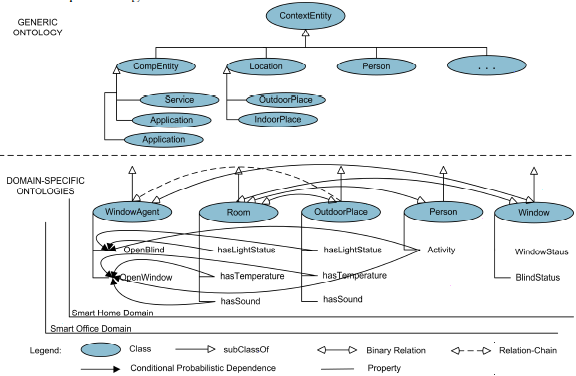 GENERIC
ONTOLOGY
ContextEntity
CompEntity
Location
Person
. . .
Service
Application
Application
OutdoorPlace
IndoorPlace
DOMAIN-SPECIFIC
ONTOLOGIES
WindowAgent
Room
OutdoorPlace
Person
Window
OpenBlind
hasLightStatus
hasLightStatus
Activity
WindowStaus
OpenWindow
hasTemperature
hasTemperature
BlindStatus
hasSound
hasSound
Smart Home Domain
Smart Office Domain
Legend:
Class
subClassOf
Binary Relation
Relation-Chain
Conditional Probabilistic Dependence
Property